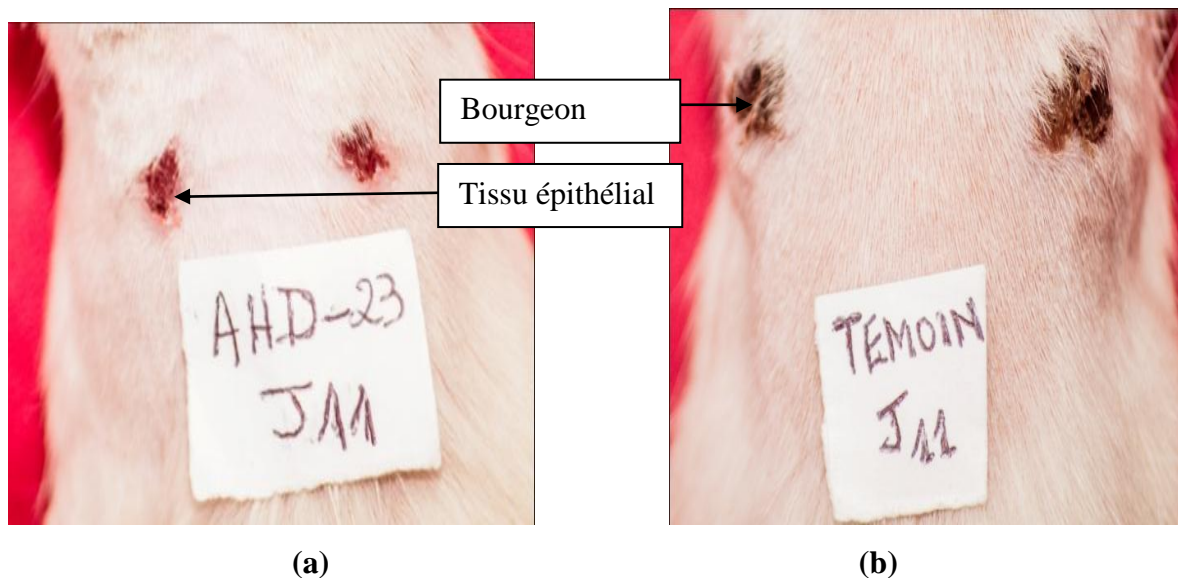 Bourgeon
Tissu épithélial
AHD-23
J11
TEMOIN
J11
(a)
(b)